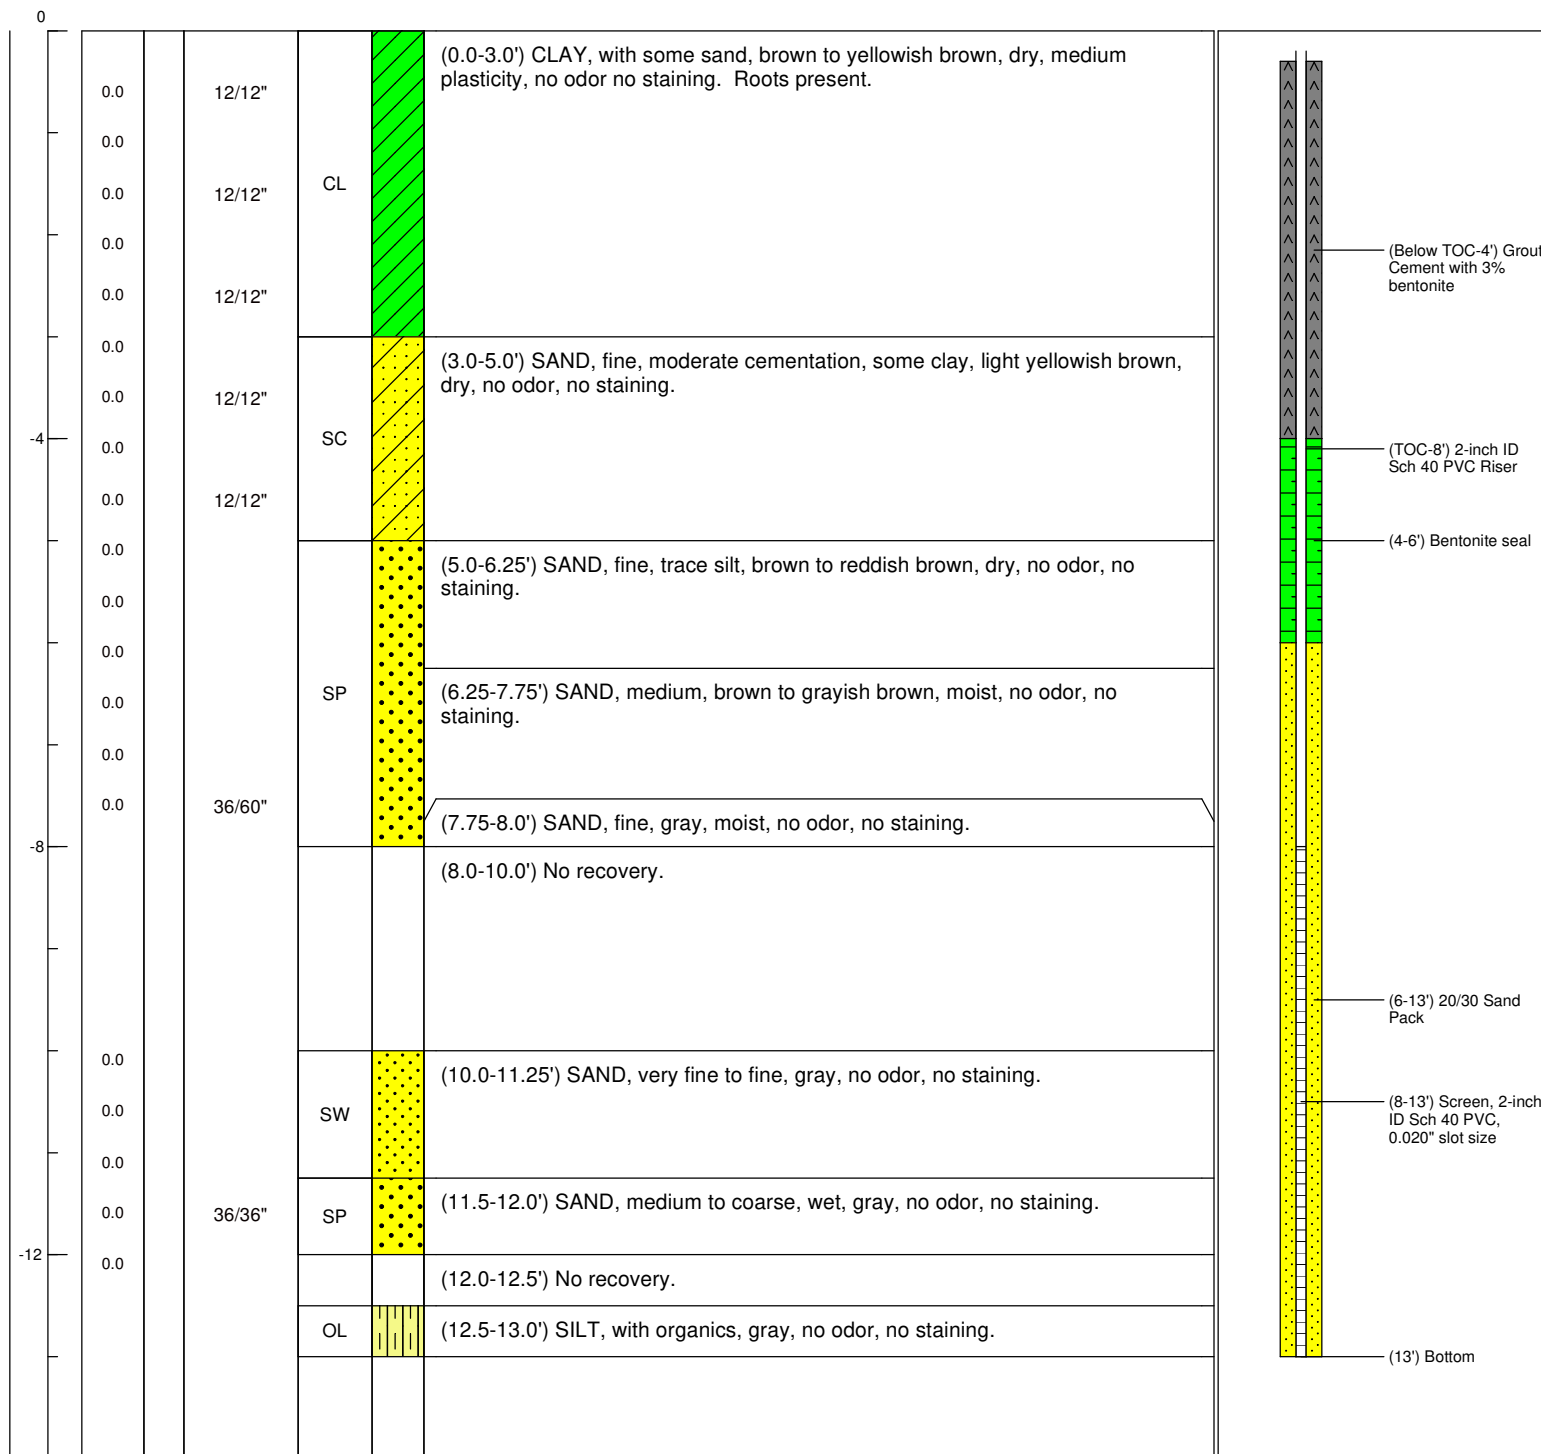 0
(0.0-3.0') CLAY, with some sand, brown to yellowish brown, dry, medium
plasticity, no odor no staining.  Roots present.
0.0
12/12"
0.0
CL
0.0
12/12"
0.0
(Below TOC-4') Grout
Cement with 3%
bentonite
0.0
12/12"
0.0
(3.0-5.0') SAND, fine, moderate cementation, some clay, light yellowish brown,
dry, no odor, no staining.
0.0
12/12"
-4
0.0
SC
(TOC-8') 2-inch ID
Sch 40 PVC Riser
0.0
12/12"
0.0
(4-6') Bentonite seal
(5.0-6.25') SAND, fine, trace silt, brown to reddish brown, dry, no odor, no
staining.
0.0
0.0
SP
(6.25-7.75') SAND, medium, brown to grayish brown, moist, no odor, no
staining.
0.0
0.0
0.0
36/60"
(7.75-8.0') SAND, fine, gray, moist, no odor, no staining.
-8
(8.0-10.0') No recovery.
(6-13') 20/30 Sand
Pack
0.0
(10.0-11.25') SAND, very fine to fine, gray, no odor, no staining.
0.0
SW
(8-13') Screen, 2-inch
ID Sch 40 PVC,
0.020" slot size
0.0
0.0
36/36"
SP
(11.5-12.0') SAND, medium to coarse, wet, gray, no odor, no staining.
-12
0.0
(12.0-12.5') No recovery.
OL
(12.5-13.0') SILT, with organics, gray, no odor, no staining.
(13') Bottom